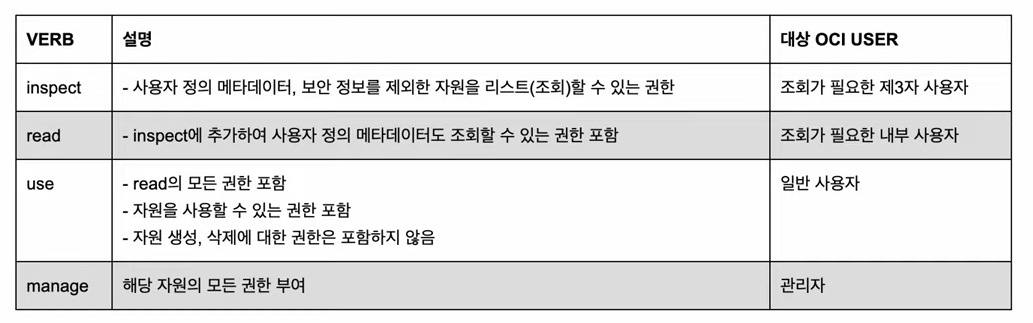 VERB 설명 대상 OCI USER
inspect - 사용자 정의 메타데이터, 보안 정보를 제외한 자원을 리스트(조회)할 수 있는 권한 조회가 필요한 제3자 사용자
read - inspect에 추가하여 사용자 정의 메타데이터도 조회할 수 있는 권한 포함 조회가 필요한 내부 사용자
use - read의 모든 권한 포함 일반 사용자
- 자원을 사용할 수 있는 권한 포함
- 자원 생성, 삭제에 대한 권한은 포함하지 않음
manage 해당 자원의 모든 권한 부여 관리자